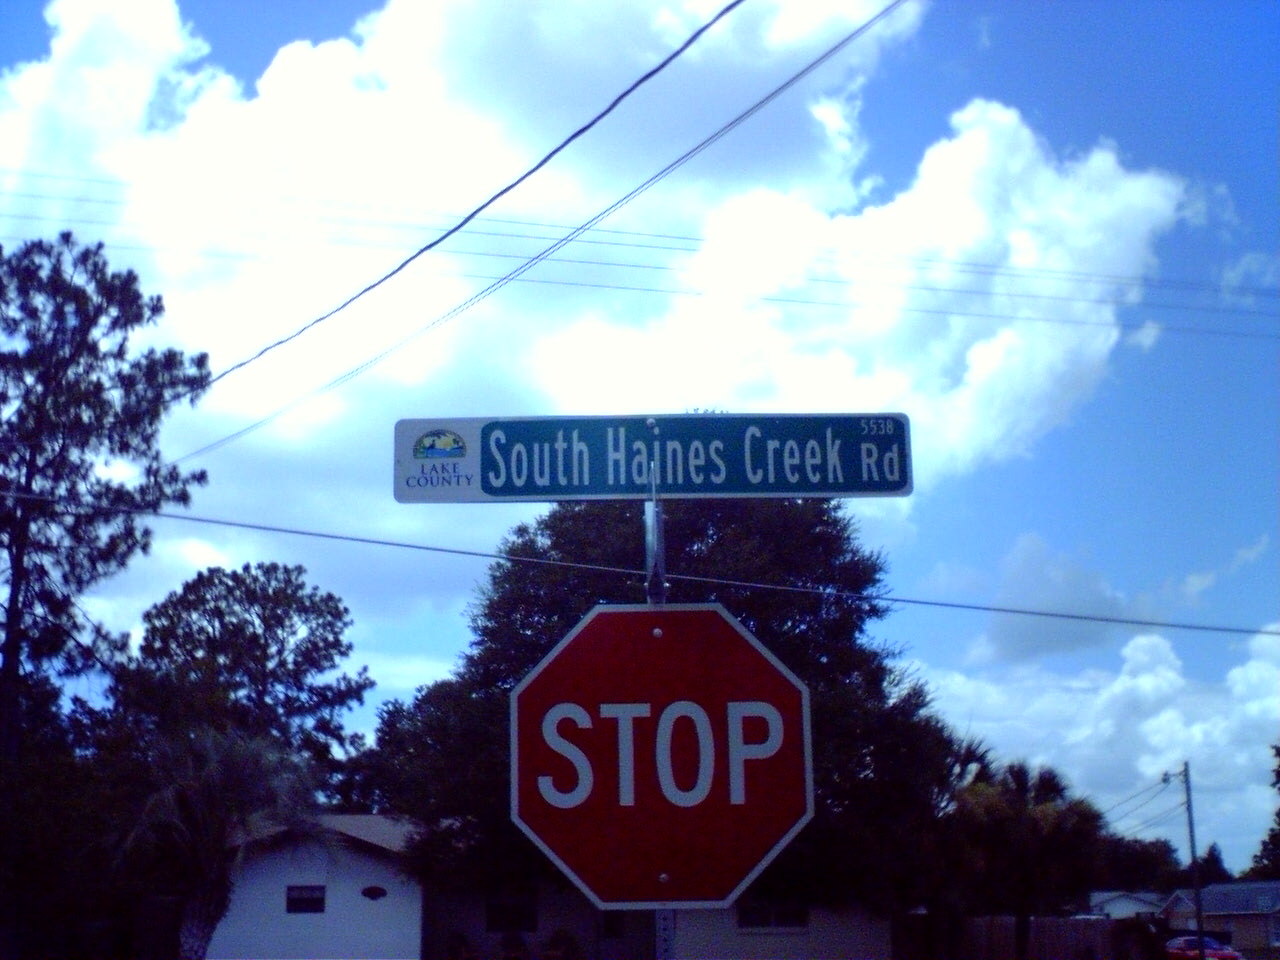 LAKE
COUNTY
South Haines Creek Rd
5538
STOP